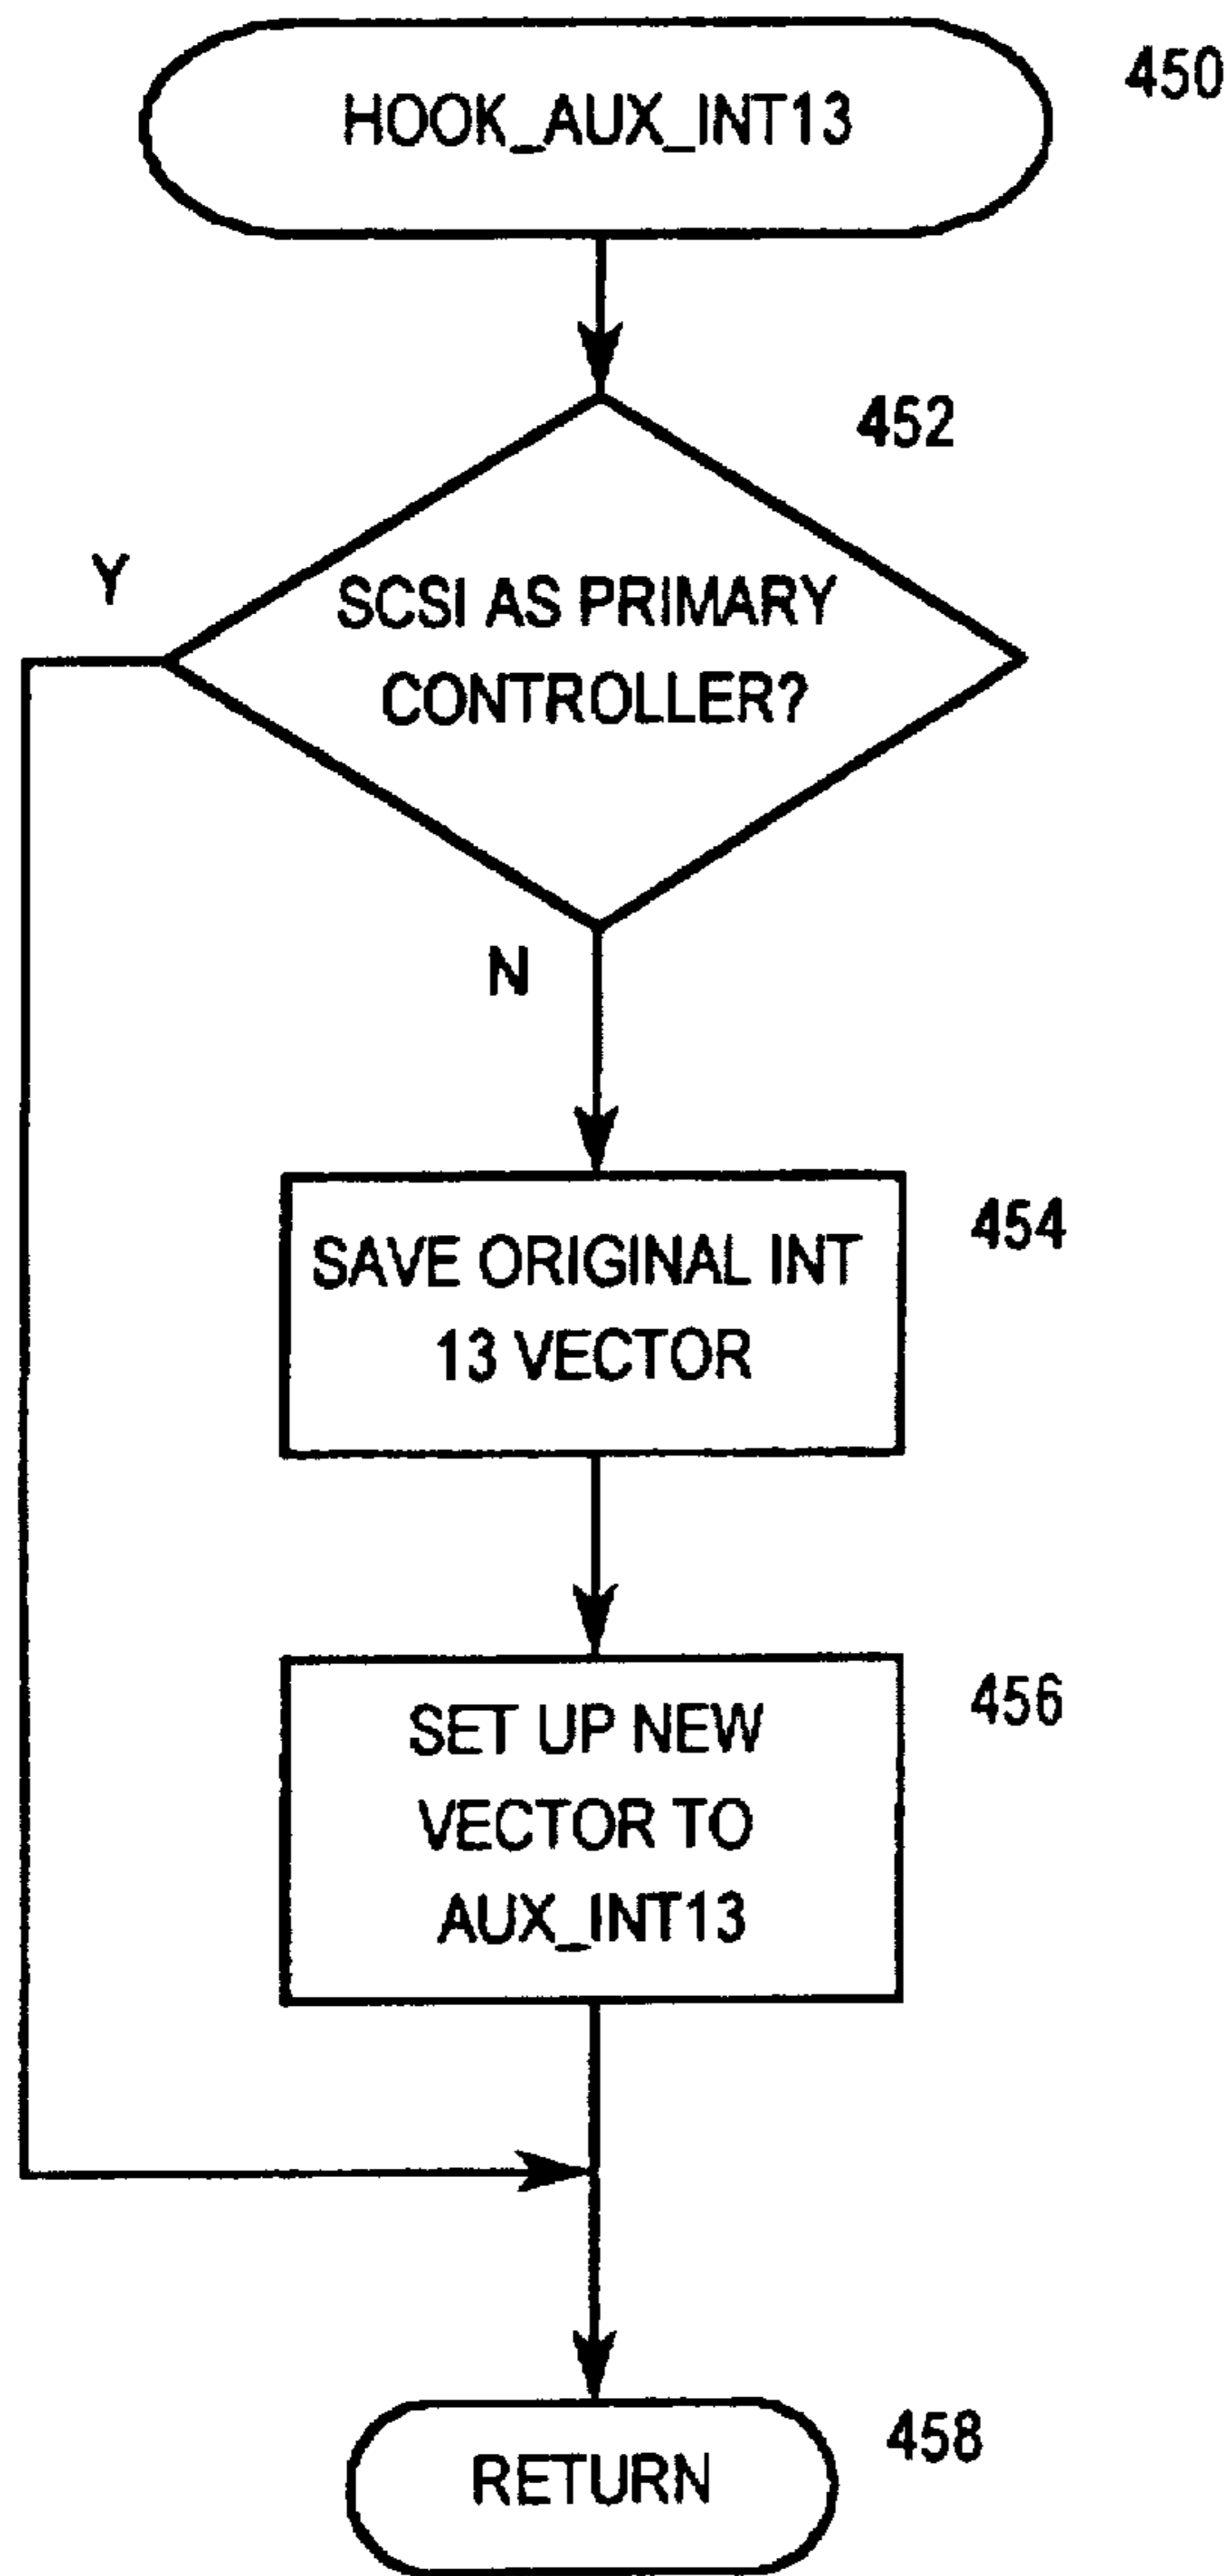 HOOK_AUX_INT13
450
452
Y
SCSI AS PRIMARY
CONTROLLER?
N
454
SAVE ORIGINAL INT
13 VECTOR
456
SET UP NEW
VECTOR TO
AUX_INT13
458
RETURN